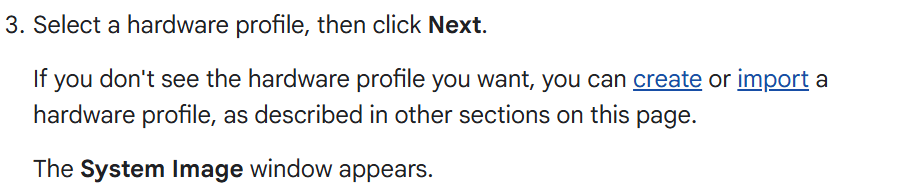 3. Select a hardware profile, then click Next.
If you don't see the hardware profile you want, you can create or import a
hardware profile, as described in other sections on this page.
The System Image window appears.